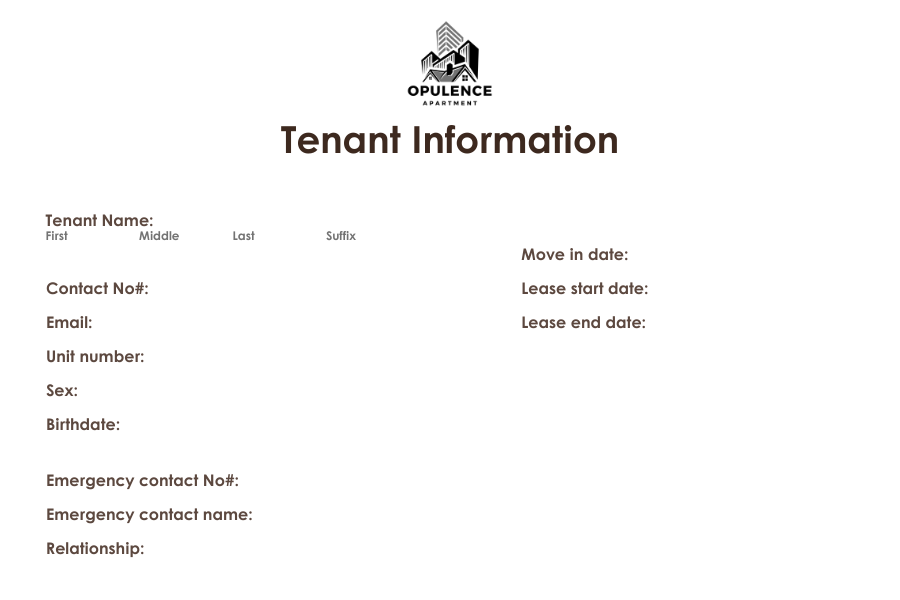 OPULENCE
APARTMENT
Tenant Information
Tenant Name:
First Middle Last Suffix
Move in date:
Contact No#:
Lease start date:
Email:
Lease end date:
Unit number:
Sex:
Birthdate:
Emergency contact No#:
Emergency contact name:
Relationship: